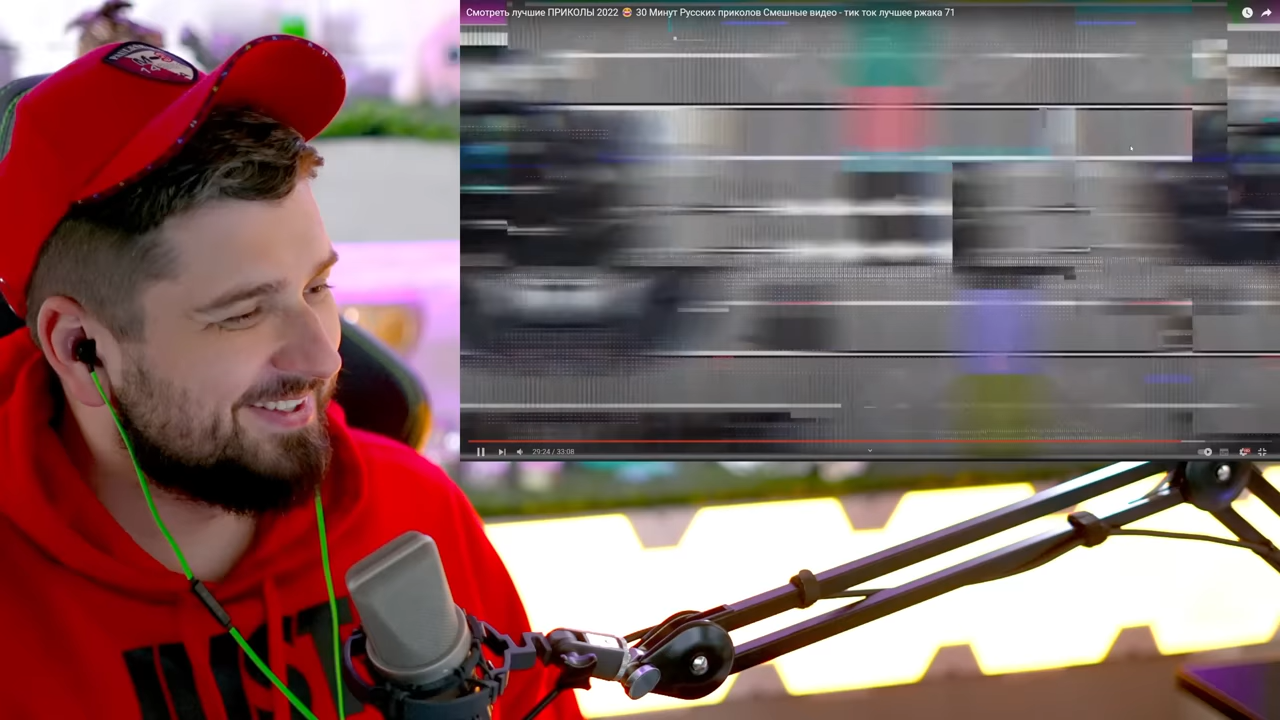 Смотреть лучшие ПРИКОЛЫ 2022 😂 30 Минут Русских приколов Смешные видео - тик ток лучшее ржака 71
29:24 / 33:08
JUST